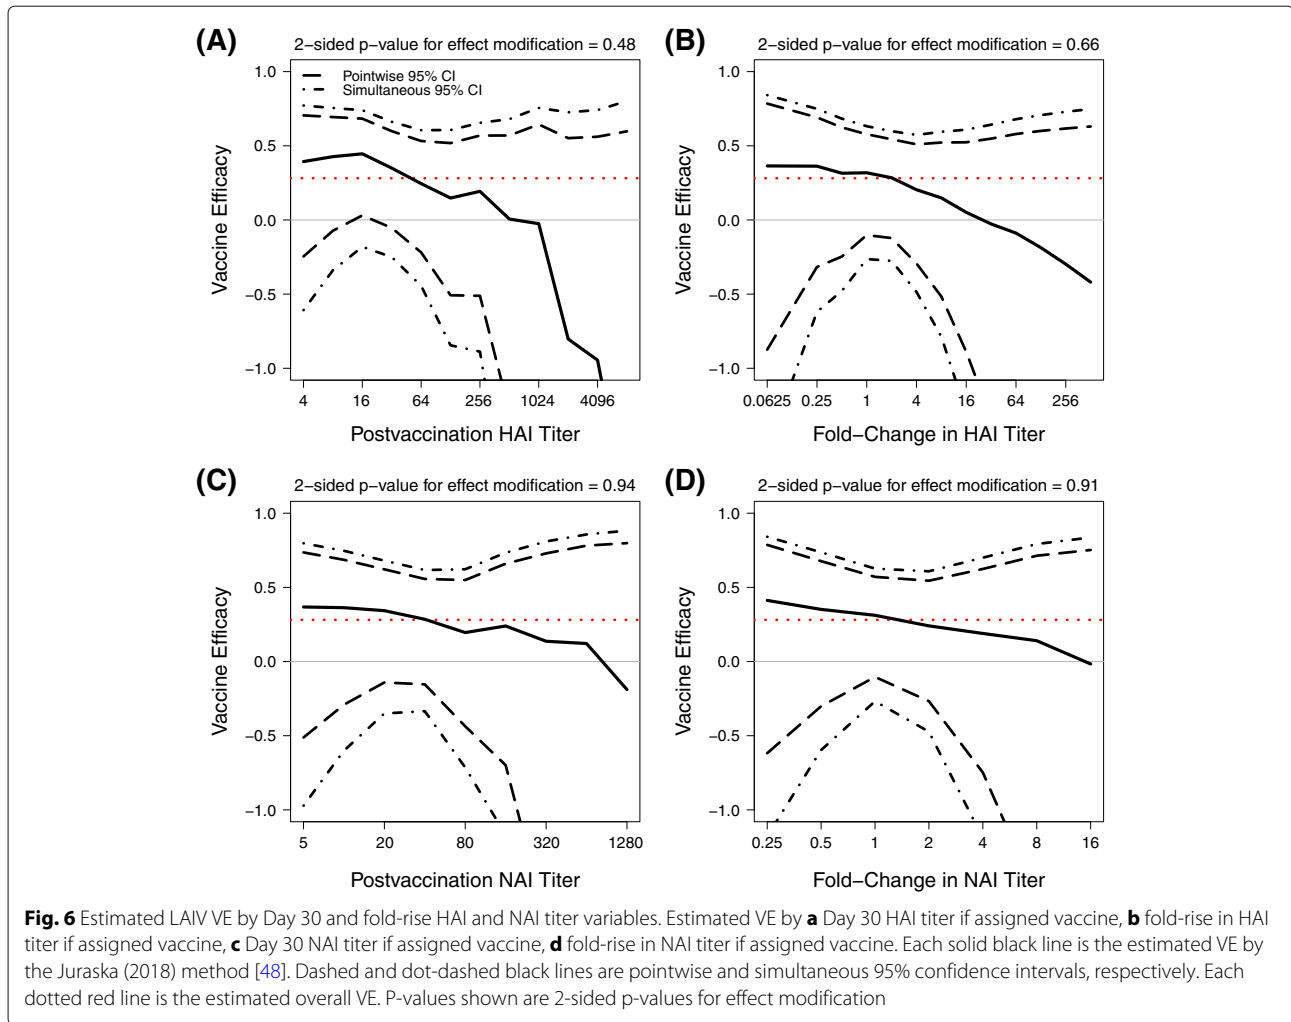 (A)
2-sided p-value for effect modification = 0.48
Pointwise 95% CI
Simultaneous 95% CI
1.0
0.5
0.0
−0.5
−1.0
Vaccine Efficacy
4 16 64 256 1024 4096
Postvaccination HAI Titer
(B)
2-sided p-value for effect modification = 0.66
1.0
0.5
0.0
−0.5
−1.0
Vaccine Efficacy
0.0625 0.25 1 4 16 64 256
Fold−Change in HAI Titer
(C)
2-sided p-value for effect modification = 0.94
1.0
0.5
0.0
−0.5
−1.0
Vaccine Efficacy
5 20 80 320 1280
Postvaccination NAI Titer
(D)
2-sided p-value for effect modification = 0.91
1.0
0.5
0.0
−0.5
−1.0
Vaccine Efficacy
0.25 0.5 1 2 4 8 16
Fold−Change in NAI Titer
Fig. 6 Estimated LAIV VE by Day 30 and fold-rise HAI and NAI titer variables. Estimated VE by a Day 30 HAI titer if assigned vaccine, b fold-rise in HAI
titer if assigned vaccine, c Day 30 NAI titer if assigned vaccine, d fold-rise in NAI titer if assigned vaccine. Each solid black line is the estimated VE by
the Juraska (2018) method [48]. Dashed and dot-dashed black lines are pointwise and simultaneous 95% confidence intervals, respectively. Each
dotted red line is the estimated overall VE. P-values shown are 2-sided p-values for effect modification